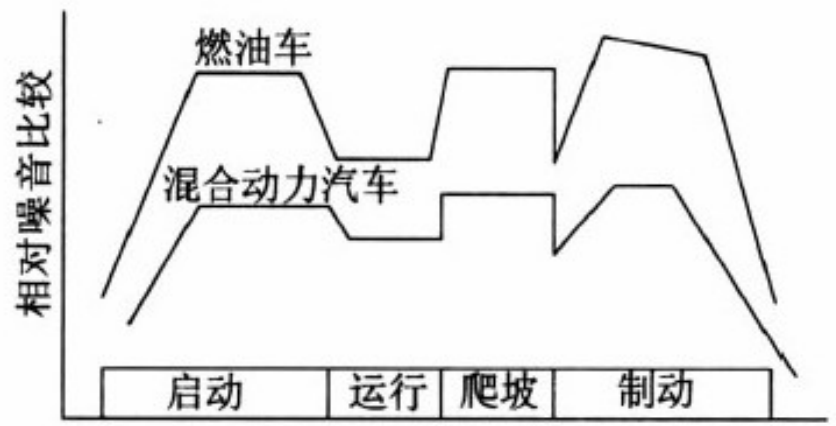 相对噪音比较
燃油车
混合动力汽车
启动
运行
爬坡
制动